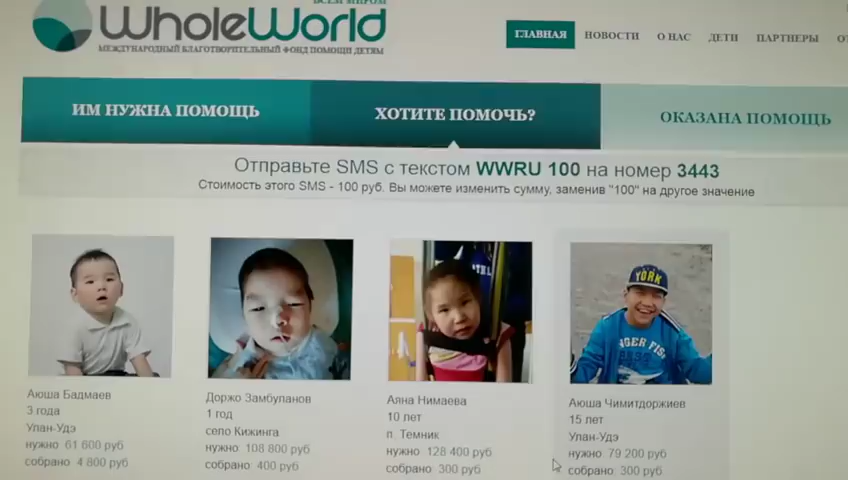 ВСЕМ МИРОМ
WHOLEWORLD
МЕЖДУНАРОДНЫЙ БЛАГОТВОРИТЕЛЬНЫЙ ФОНД ПОМОЩИ ДЕТЯМ
ГЛАВНАЯ НОВОСТИ О НАС ДЕТИ ПАРТНЕРЫ
ИМ НУЖНА ПОМОЩЬ
ХОТИТЕ ПОМОЧЬ?
ОКАЗАНА ПОМОЩЬ
Отправьте SMS с текстом WWRU 100 на номер 3443
Стоимость этого SMS - 100 руб. Вы можете изменить сумму, заменив "100" на другое значение
YORK
Аюша Бадмаев
3 года
Улан-Удэ
нужно 61 600 руб
собрано 4 800 руб
Доржо Замбуланов
1 год
село Кижинга
нужно 108 800 руб
собрано 400 руб
Аяна Нимаева
10 лет
п. Темник
нужно 128 400 руб
собрано 300 руб
Аюша Чимитдоржиев
15 лет
Улан-Удэ
нужно 79 200 руб
собрано 300 руб